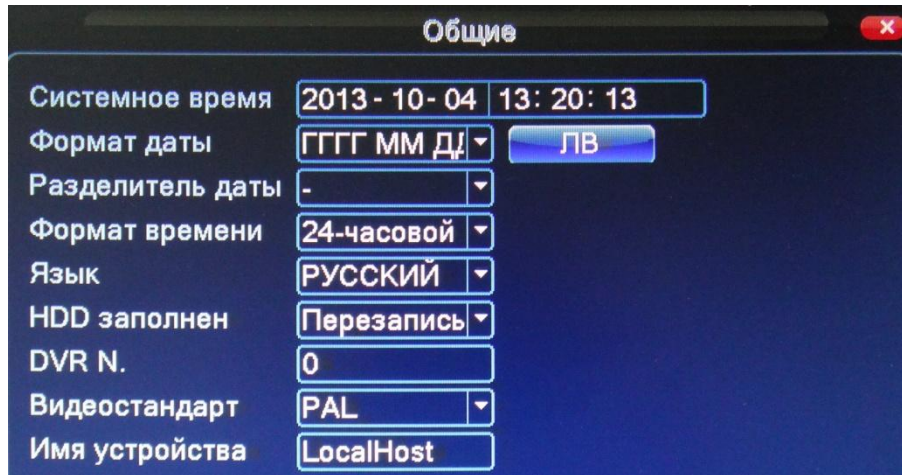 Общие
Системное время 2013-10-04 13:20:13
Формат даты ГГГГ ММ ДД ЛВ
Разделитель даты -
Формат времени 24-часовой
Язык РУССКИЙ
HDD заполнен Перезапись
DVR N. 0
Видеостандарт PAL
Имя устройства LocalHost